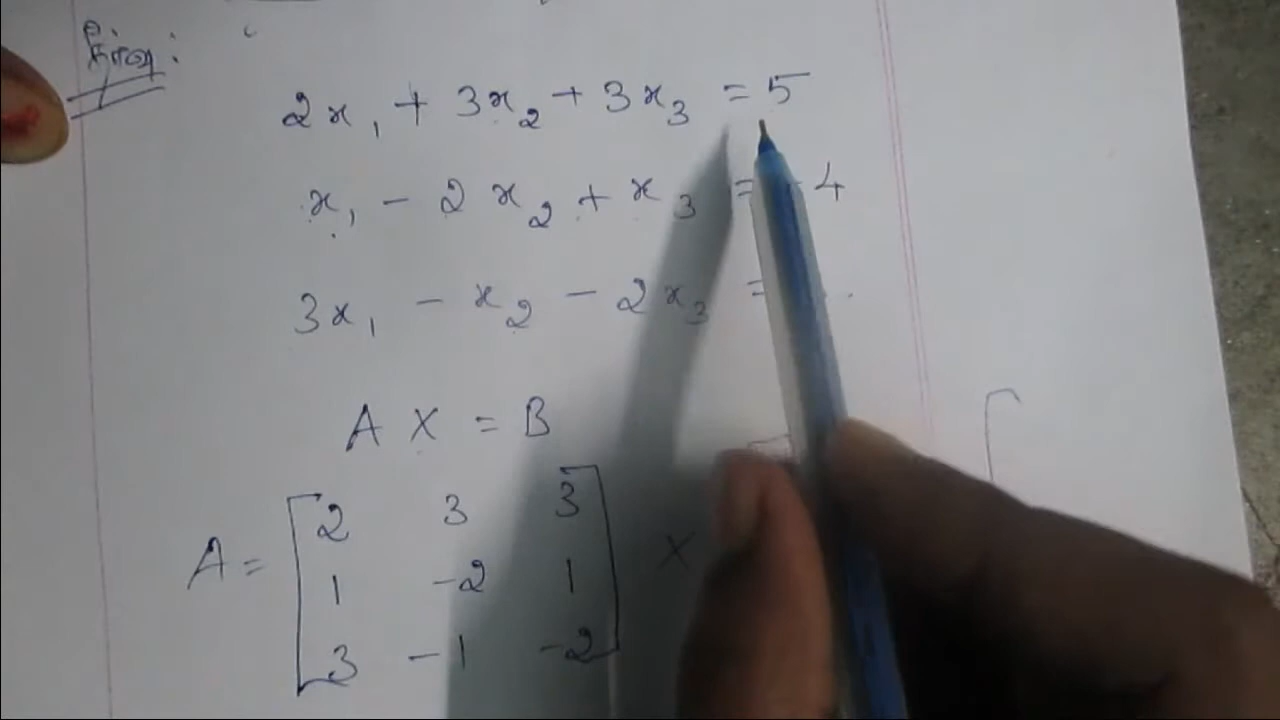 தீர்வு :
2x₁ + 3x₂ + 3x₃ = 5
x₁ - 2x₂ + x₃ = -4
3x₁ - x₂ - 2x₃ =
A X = B
A = [ 2 3 3
1 -2 1
3 -1 -2 ] X